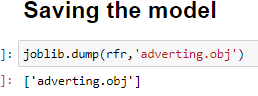 Saving the model
]: joblib.dump(rfr,'adverting.obj')
]: ['adverting.obj']